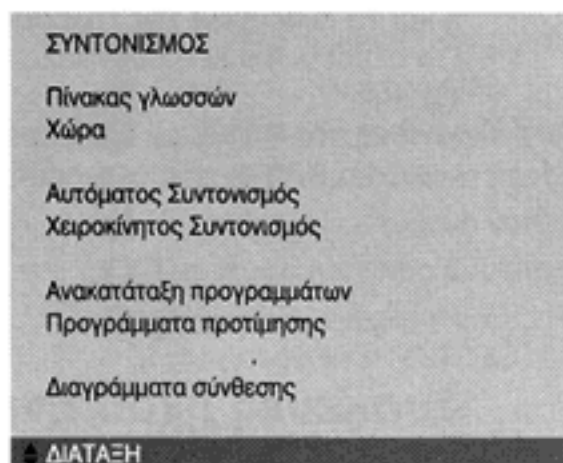 ΣΥΝΤΟΝΙΣΜΟΣ
Πίνακας γλωσσών
Χώρα
Αυτόματος Συντονισμός
Χειροκίνητος Συντονισμός
Ανακατάταξη προγραμμάτων
Προγράμματα προτίμησης
Διαγράμματα σύνθεσης
ΔΙΑΤΑΞΗ